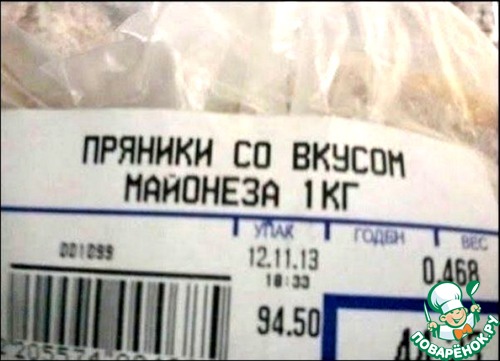 ПРЯНИКИ СО ВКУСОМ
МАЙОНЕЗА 1КГ
УПАК ГОДЕН ВЕС
001099 12.11.13 0.468
18:33
94.50
ПОВАРЁНОК.РУ